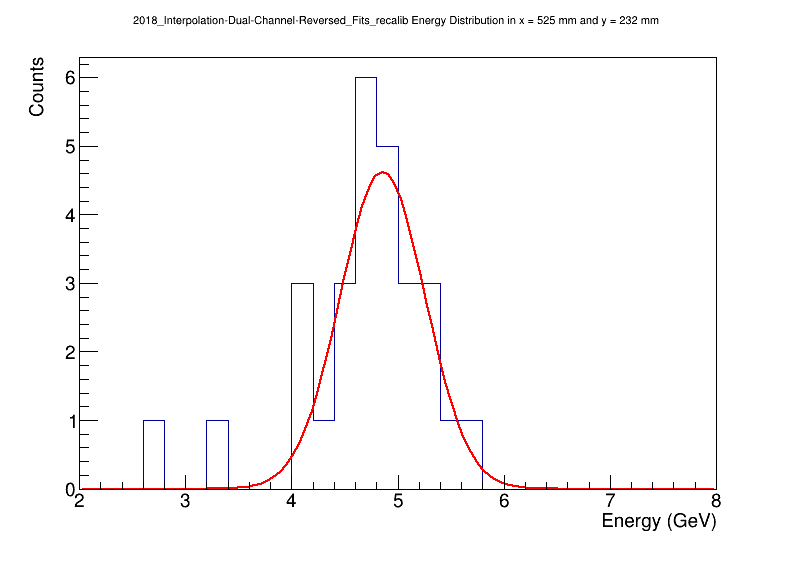 2018_Interpolation-Dual-Channel-Reversed_Fits_recalib Energy Distribution in x = 525 mm and y = 232 mm
Counts
6
5
4
3
2
1
0
2 3 4 5 6 7 8
Energy (GeV)